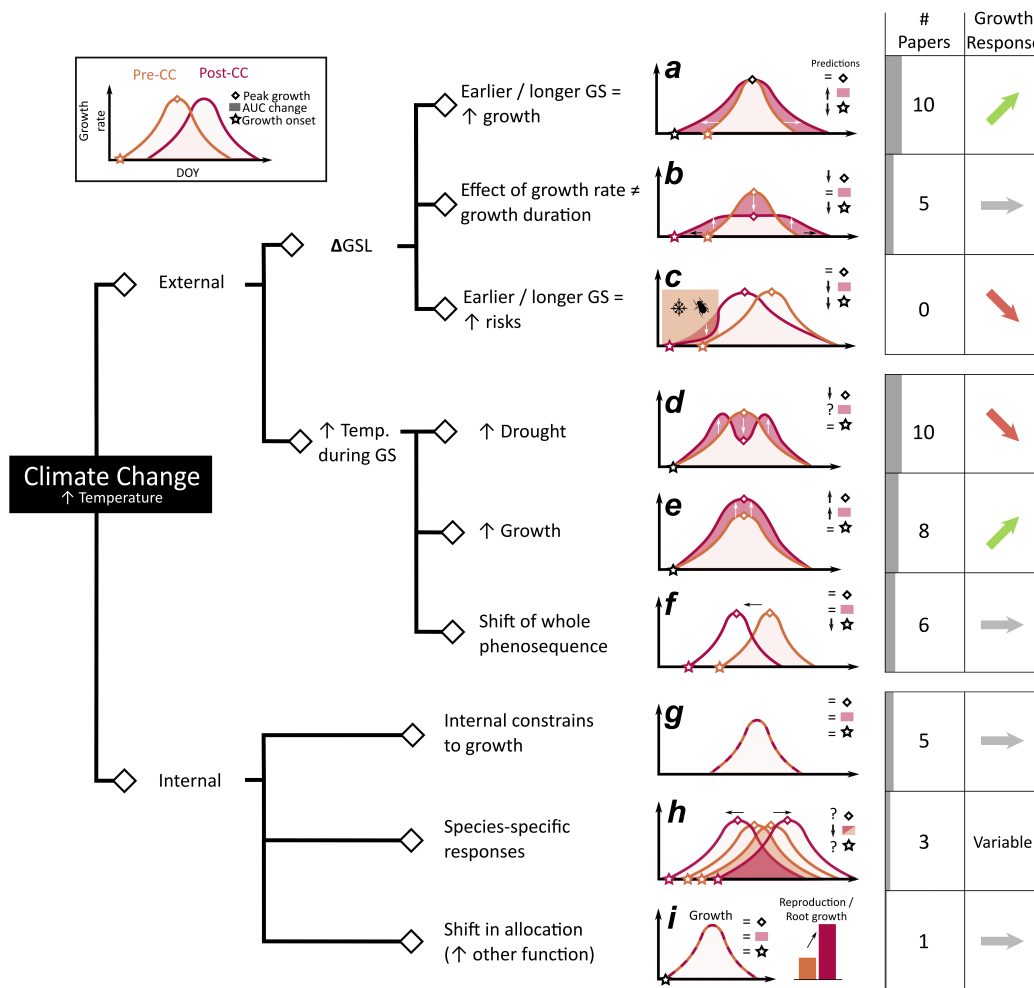 #
Papers
Growth
Response
Pre-CC
Post-CC
Peak growth
AUC change
Growth onset
Growth
rate
DOY
Climate Change
↑ Temperature
External
ΔGSL
Earlier / longer GS =
↑ growth
a
Predictions
=
↑
↓
10
Effect of growth rate ≠
growth duration
b
↓
=
↓
5
Earlier / longer GS =
↑ risks
c
=
↓
↓
0
↑ Temp.
during GS
↑ Drought
d
↓
?
=
10
↑ Growth
e
↑
↑
=
8
Shift of whole
phenosequence
f
=
=
↓
6
Internal
Internal constrains
to growth
g
=
=
=
5
Species-specific
responses
h
?
↓
?
3
Variable
Shift in allocation
(↑ other function)
i
Growth
=
=
=
Reproduction /
Root growth
1